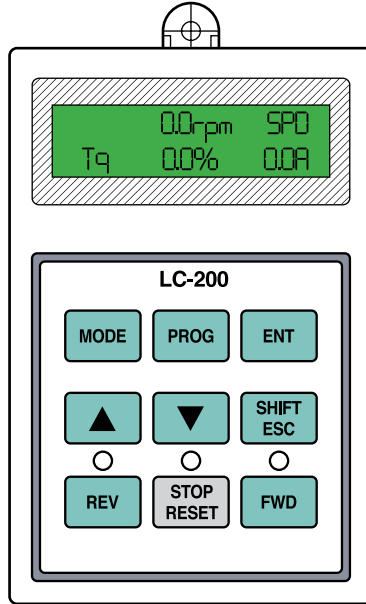 0.0rpm SPD
Tq 0.0% 0.0A
LC-200
MODE PROG ENT
▲ ▼ SHIFT
ESC
REV STOP
RESET FWD